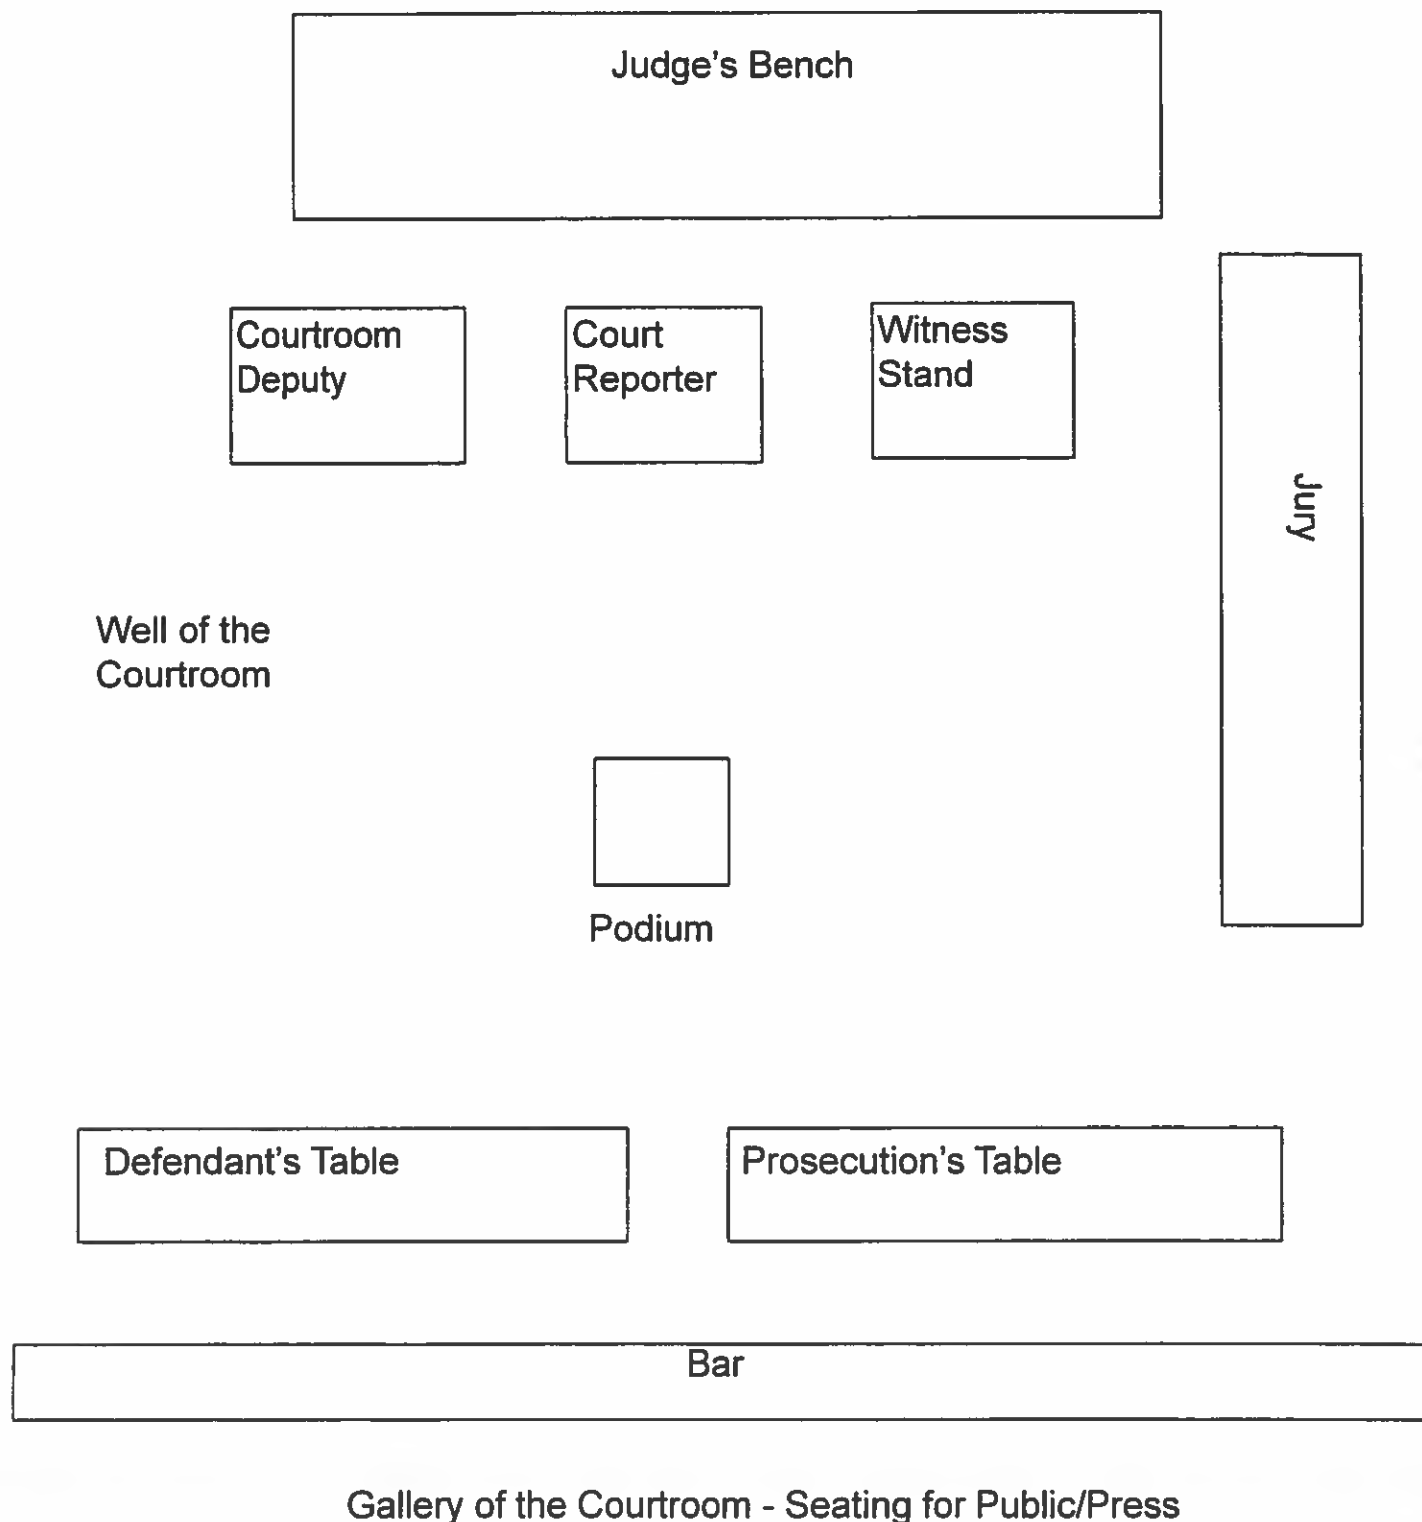 Judge's Bench
Courtroom
Deputy
Court
Reporter
Witness
Stand
Jury
Well of the
Courtroom
Podium
Defendant's Table
Prosecution's Table
Bar
Gallery of the Courtroom - Seating for Public/Press